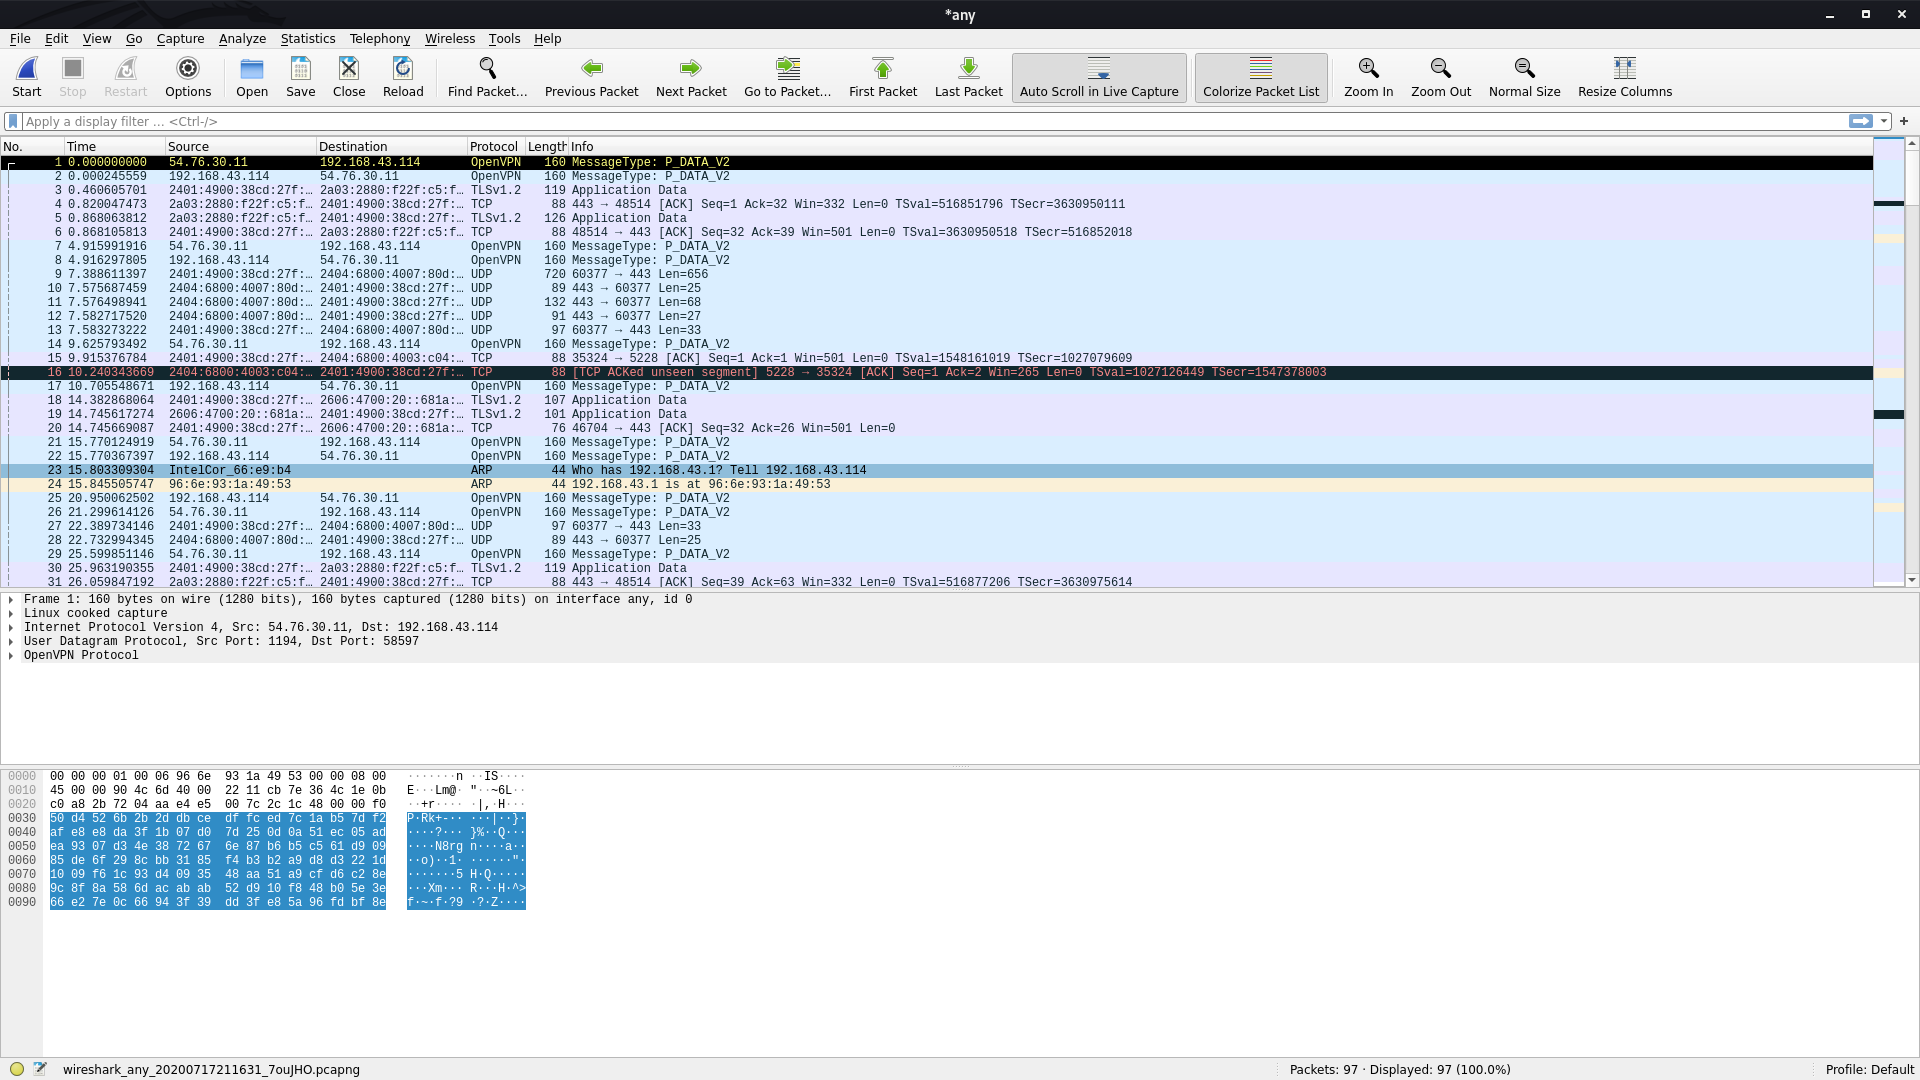 *any
File Edit View Go Capture Analyze Statistics Telephony Wireless Tools Help
Start Stop Restart Options Open Save Close Reload Find Packet... Previous Packet Next Packet Go to Packet... First Packet Last Packet Auto Scroll in Live Capture Colorize Packet List Zoom In Zoom Out Normal Size Resize Columns
Apply a display filter ... <Ctrl-/>
No. Time Source Destination Protocol Length Info
1 0.000000000 54.76.30.11 192.168.43.114 OpenVPN 160 MessageType: P_DATA_V2
2 0.000245559 192.168.43.114 54.76.30.11 OpenVPN 160 MessageType: P_DATA_V2
3 0.460605701 2401:4900:38cd:27f:… 2a03:2880:f22f:c5:f… TLSv1.2 119 Application Data
4 0.820047473 2a03:2880:f22f:c5:f… 2401:4900:38cd:27f:… TCP 88 443 → 48514 [ACK] Seq=1 Ack=32 Win=332 Len=0 TSval=516851796 TSecr=3630950111
5 0.868063812 2a03:2880:f22f:c5:f… 2401:4900:38cd:27f:… TLSv1.2 126 Application Data
6 0.868105813 2401:4900:38cd:27f:… 2a03:2880:f22f:c5:f… TCP 88 48514 → 443 [ACK] Seq=32 Ack=39 Win=501 Len=0 TSval=3630950518 TSecr=516852018
7 4.915991916 54.76.30.11 192.168.43.114 OpenVPN 160 MessageType: P_DATA_V2
8 4.916297805 192.168.43.114 54.76.30.11 OpenVPN 160 MessageType: P_DATA_V2
9 7.388611397 2401:4900:38cd:27f:… 2404:6800:4007:80d:… UDP 720 60377 → 443 Len=656
10 7.575687459 2404:6800:4007:80d:… 2401:4900:38cd:27f:… UDP 89 443 → 60377 Len=25
11 7.576498941 2404:6800:4007:80d:… 2401:4900:38cd:27f:… UDP 132 443 → 60377 Len=68
12 7.582717520 2404:6800:4007:80d:… 2401:4900:38cd:27f:… UDP 91 443 → 60377 Len=27
13 7.583273222 2401:4900:38cd:27f:… 2404:6800:4007:80d:… UDP 97 60377 → 443 Len=33
14 9.625793492 54.76.30.11 192.168.43.114 OpenVPN 160 MessageType: P_DATA_V2
15 9.915376784 2401:4900:38cd:27f:… 2404:6800:4003:c04:… TCP 88 35324 → 5228 [ACK] Seq=1 Ack=1 Win=501 Len=0 TSval=1548161019 TSecr=1027079609
16 10.240343669 2404:6800:4003:c04:… 2401:4900:38cd:27f:… TCP 88 [TCP ACKed unseen segment] 5228 → 35324 [ACK] Seq=1 Ack=2 Win=265 Len=0 TSval=1027126449 TSecr=1547378003
17 10.705548671 192.168.43.114 54.76.30.11 OpenVPN 160 MessageType: P_DATA_V2
18 14.382868064 2401:4900:38cd:27f:… 2606:4700:20::681a:… TLSv1.2 107 Application Data
19 14.745617274 2606:4700:20::681a:… 2401:4900:38cd:27f:… TLSv1.2 101 Application Data
20 14.745669087 2401:4900:38cd:27f:… 2606:4700:20::681a:… TCP 76 46704 → 443 [ACK] Seq=32 Ack=26 Win=501 Len=0
21 15.770124919 54.76.30.11 192.168.43.114 OpenVPN 160 MessageType: P_DATA_V2
22 15.770367397 192.168.43.114 54.76.30.11 OpenVPN 160 MessageType: P_DATA_V2
23 15.803309304 IntelCor_66:e9:b4 ARP 44 Who has 192.168.43.1? Tell 192.168.43.114
24 15.845505747 96:6e:93:1a:49:53 ARP 44 192.168.43.1 is at 96:6e:93:1a:49:53
25 20.950062502 192.168.43.114 54.76.30.11 OpenVPN 160 MessageType: P_DATA_V2
26 21.299614126 54.76.30.11 192.168.43.114 OpenVPN 160 MessageType: P_DATA_V2
27 22.389734146 2401:4900:38cd:27f:… 2404:6800:4007:80d:… UDP 97 60377 → 443 Len=33
28 22.732994345 2404:6800:4007:80d:… 2401:4900:38cd:27f:… UDP 89 443 → 60377 Len=25
29 25.599851146 54.76.30.11 192.168.43.114 OpenVPN 160 MessageType: P_DATA_V2
30 25.963190355 2401:4900:38cd:27f:… 2a03:2880:f22f:c5:f… TLSv1.2 119 Application Data
31 26.059847192 2a03:2880:f22f:c5:f… 2401:4900:38cd:27f:… TCP 88 443 → 48514 [ACK] Seq=39 Ack=63 Win=332 Len=0 TSval=516877206 TSecr=3630975614
Frame 1: 160 bytes on wire (1280 bits), 160 bytes captured (1280 bits) on interface any, id 0
Linux cooked capture
Internet Protocol Version 4, Src: 54.76.30.11, Dst: 192.168.43.114
User Datagram Protocol, Src Port: 1194, Dst Port: 58597
OpenVPN Protocol
0000 00 00 00 01 00 06 96 6e 93 1a 49 53 00 00 08 00 ·······n ··IS····
0010 45 00 00 90 4c 6d 40 00 22 11 cb 7e 36 4c 1e 0b E···Lm@· "··~6L··
0020 c0 a8 2b 72 04 aa e4 e5 00 7c 2c 1c 48 00 00 f0 ··+r···· ·|,·H···
0030 50 d4 52 6b 2b 2d db ce df fc ed 7c 1a b5 7d f2 P·Rk+-·· ···|··}·
0040 af e8 e8 da 3f 1b 07 d0 7d 25 0d 0a 51 ec 05 ad ····?··· }%··Q···
0050 ea 93 07 d3 4e 38 72 67 6e 87 b6 b5 c5 61 d9 09 ····N8rg n····a··
0060 85 de 6f 29 8c bb 31 85 f4 b3 b2 a9 d8 d3 22 1d ··o)··1· ······"·
0070 10 09 f6 1c 93 d4 09 35 48 aa 51 a9 cf d6 c2 8e ·······5 H·Q·····
0080 9c 8f 8a 58 6d ac ab ab 52 d9 10 f8 48 b0 5e 3e ···Xm··· R···H·^>
0090 66 e2 7e 0c 66 94 3f 39 dd 3f e8 5a 96 fd bf 8e f·~·f·?9 ·?·Z····
wireshark_any_20200717211631_7ouJHO.pcapng Packets: 97 · Displayed: 97 (100.0%) Profile: Default